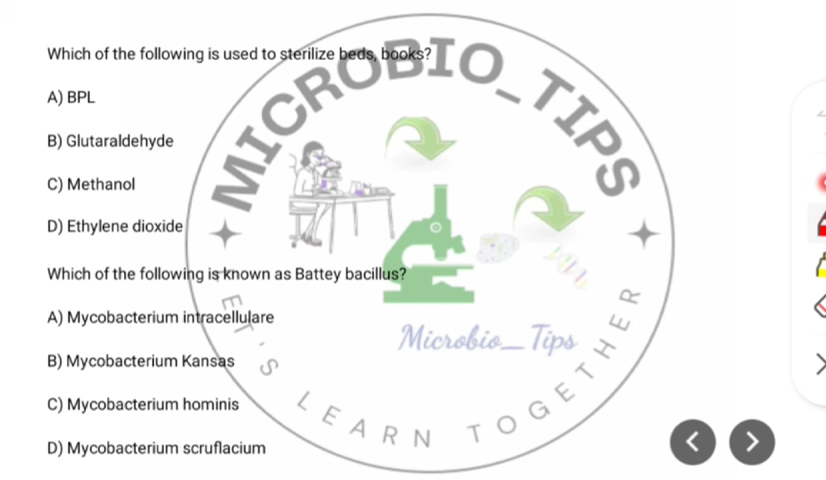 Which of the following is used to sterilize beds, books?
A) BPL
B) Glutaraldehyde
C) Methanol
D) Ethylene dioxide
Which of the following is known as Battey bacillus?
A) Mycobacterium intracellulare
B) Mycobacterium Kansas
C) Mycobacterium hominis
D) Mycobacterium scruflacium
MICROBIO_TIPS
Microbio_Tips
LET'S LEARN TOGETHER